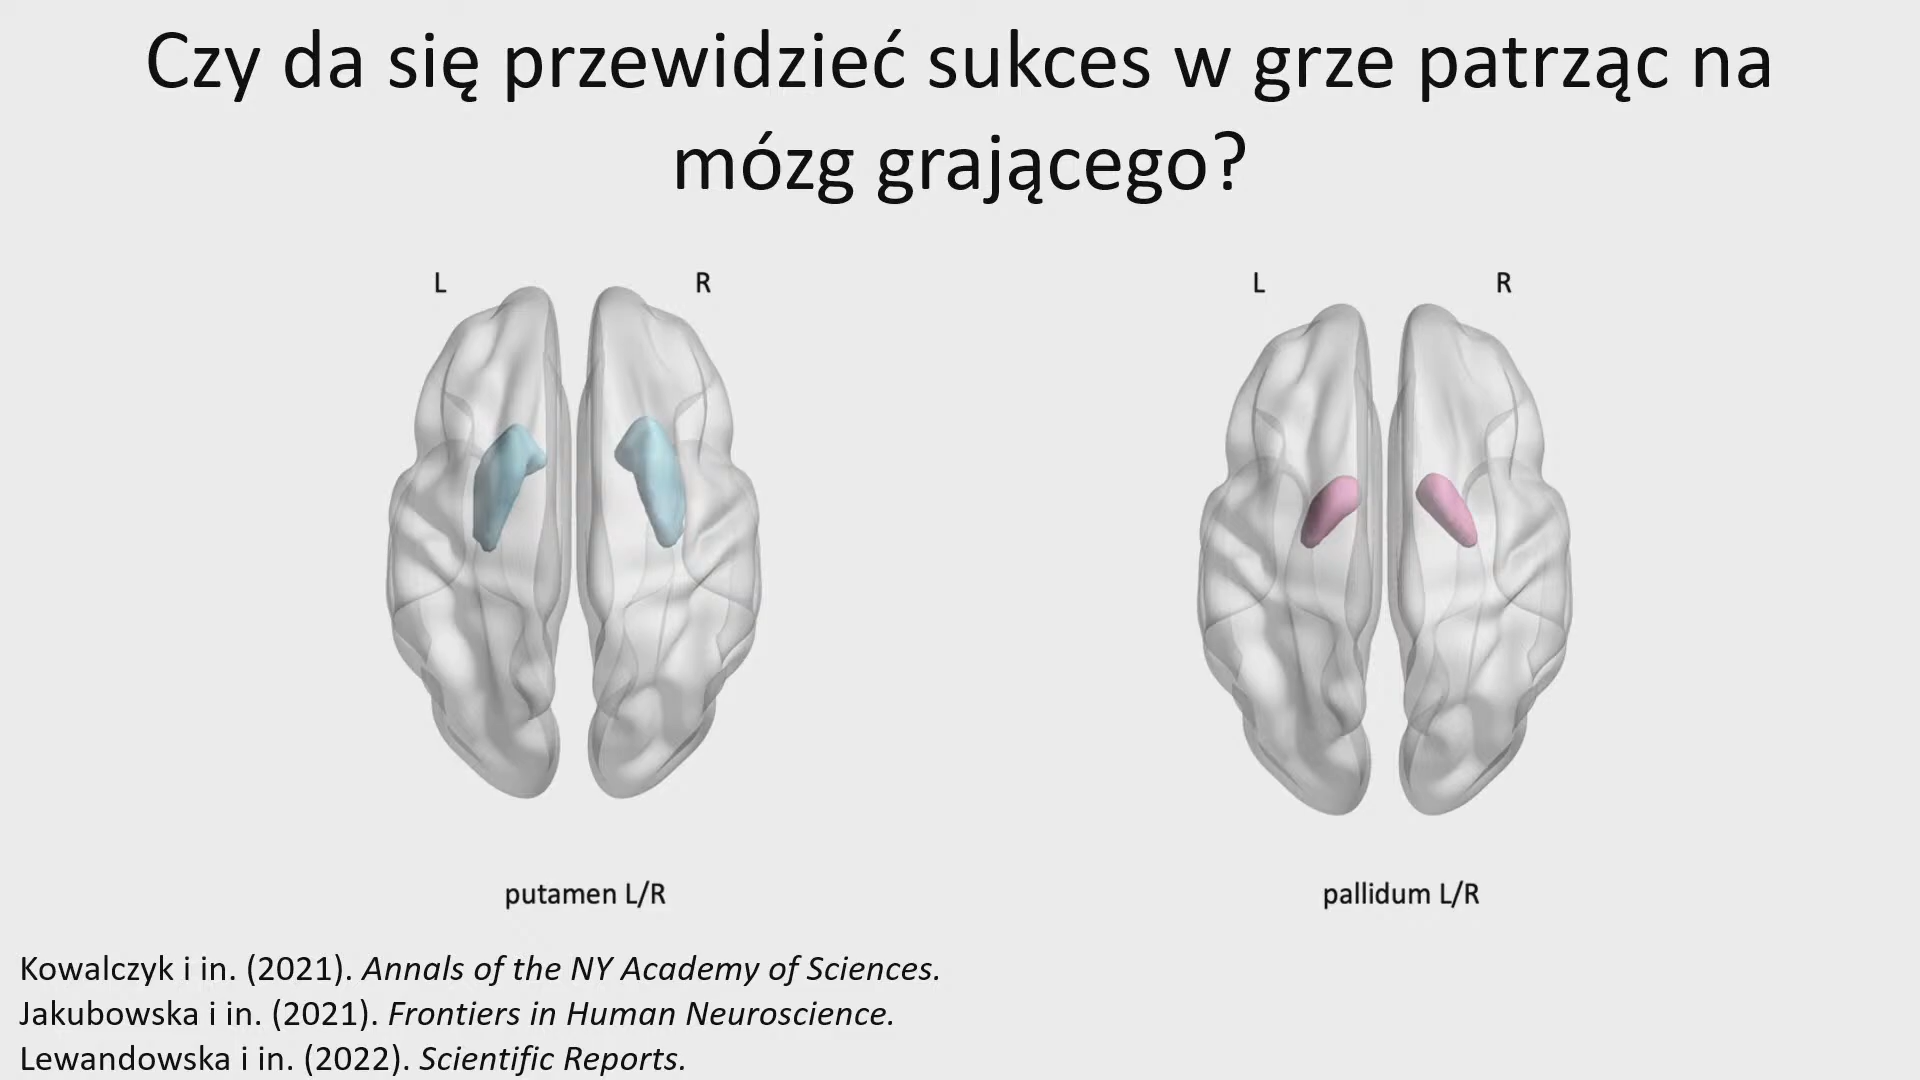 Czy da się przewidzieć sukces w grze patrząc na
mózg grającego?
L R L R
putamen L/R
pallidum L/R
Kowalczyk i in. (2021). Annals of the NY Academy of Sciences.
Jakubowska i in. (2021). Frontiers in Human Neuroscience.
Lewandowska i in. (2022). Scientific Reports.